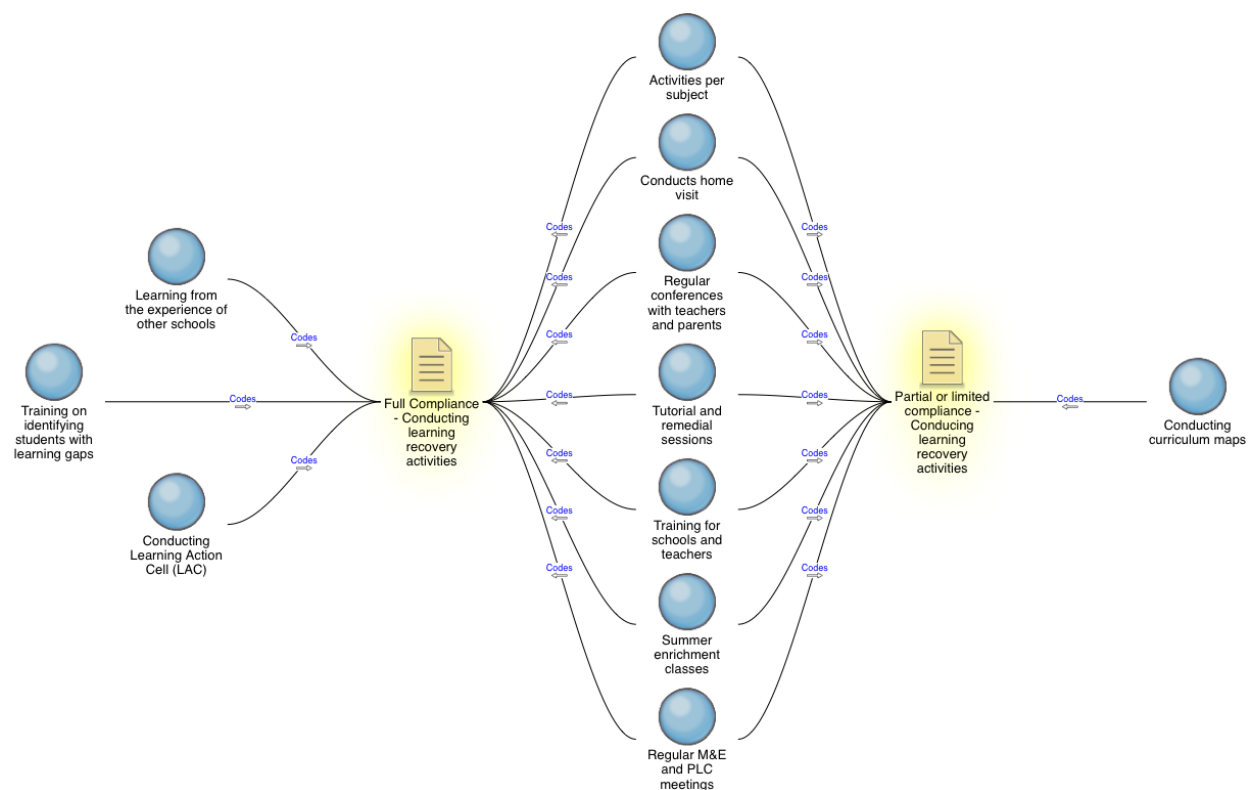 Activities per
subject
Conducts home
visit
Codes
Codes
Learning from
the experience of
other schools
Regular
conferences
with teachers
and parents
Codes
Codes
Codes
Codes
Codes
Training on
identifying
students with
learning gaps
Codes
Full Compliance
- Conducting
learning
recovery
activities
Codes
Tutorial and
remedial
sessions
Codes
Partial or limited
compliance -
Conducing
learning
recovery
activities
Codes
Conducting
curriculum maps
Codes
Codes
Codes
Conducting
Learning Action
Cell (LAC)
Training for
schools and
teachers
Codes
Codes
Codes
Codes
Summer
enrichment
classes
Regular M&E
and PLC
meetings